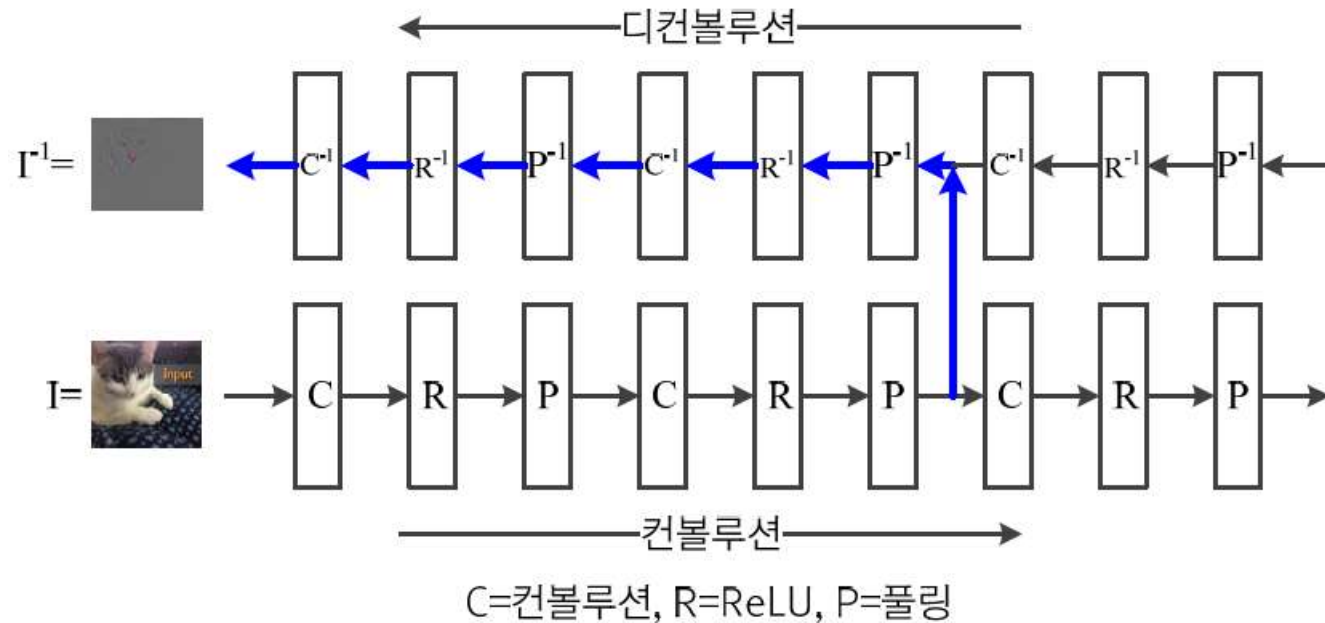 디컨볼루션
I⁻¹= C⁻¹ R⁻¹ P⁻¹ C⁻¹ R⁻¹ P⁻¹ C⁻¹ R⁻¹ P⁻¹
input
I= C R P C R P C R P
컨볼루션
C=컨볼루션, R=ReLU, P=풀링